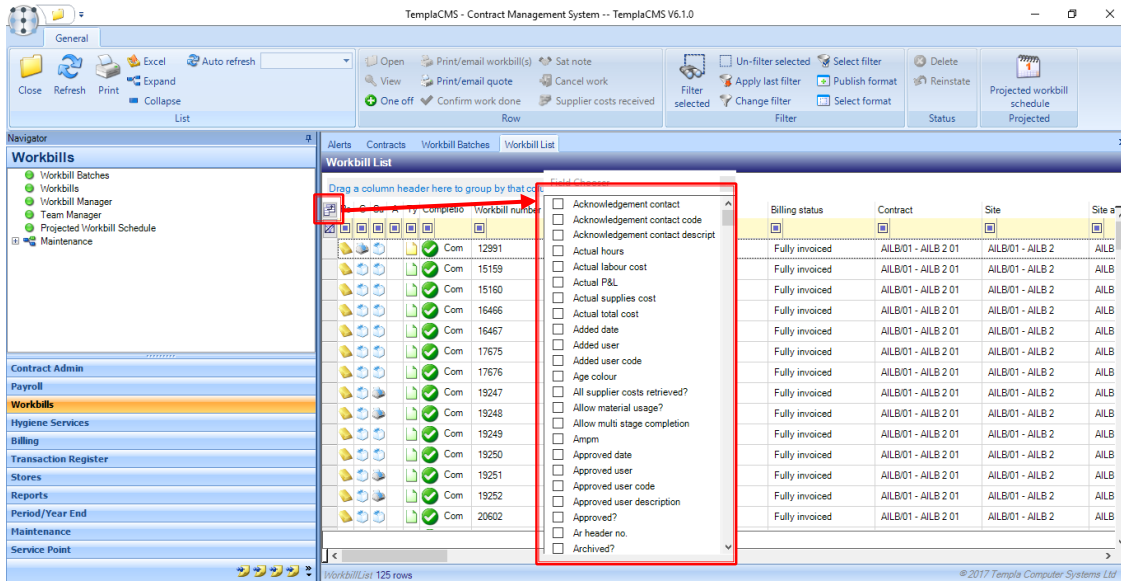 TemplaCMS - Contract Management System -- TemplaCMS V6.1.0
General
Close
Refresh
Print
Excel
Expand
Collapse
Auto refresh
List
Open
View
One off
Print/email workbill(s)
Print/email quote
Confirm work done
Sat note
Cancel work
Supplier costs received
Row
Filter selected
Un-filter selected
Apply last filter
Change filter
Select filter
Publish format
Select format
Filter
Delete
Reinstate
Status
Projected workbill schedule
Projected
Navigator
Workbills
Workbill Batches
Workbills
Workbill Manager
Team Manager
Projected Workbill Schedule
Maintenance
Contract Admin
Payroll
Workbills
Hygiene Services
Billing
Transaction Register
Stores
Reports
Period/Year End
Maintenance
Service Point
Alerts Contracts Workbill Batches Workbill List
Workbill List
Drag a column header here to group by that co
Field Chooser
A Ty Completio Workbill number Billing status Contract Site Site a
Com 12991 Fully invoiced AILB/01 - AILB 2 01 AILB/01 - AILB 2 AILB
Com 15159 Fully invoiced AILB/01 - AILB 2 01 AILB/01 - AILB 2 AILB
Com 15160 Fully invoiced AILB/01 - AILB 2 01 AILB/01 - AILB 2 AILB
Com 16466 Fully invoiced AILB/01 - AILB 2 01 AILB/01 - AILB 2 AILB
Com 16467 Fully invoiced AILB/01 - AILB 2 01 AILB/01 - AILB 2 AILB
Com 17675 Fully invoiced AILB/01 - AILB 2 01 AILB/01 - AILB 2 AILB
Com 17676 Fully invoiced AILB/01 - AILB 2 01 AILB/01 - AILB 2 AILB
Com 19247 Fully invoiced AILB/01 - AILB 2 01 AILB/01 - AILB 2 AILB
Com 19248 Fully invoiced AILB/01 - AILB 2 01 AILB/01 - AILB 2 AILB
Com 19249 Fully invoiced AILB/01 - AILB 2 01 AILB/01 - AILB 2 AILB
Com 19250 Fully invoiced AILB/01 - AILB 2 01 AILB/01 - AILB 2 AILB
Com 19251 Fully invoiced AILB/01 - AILB 2 01 AILB/01 - AILB 2 AILB
Com 19252 Fully invoiced AILB/01 - AILB 2 01 AILB/01 - AILB 2 AILB
Com 20602 Fully invoiced AILB/01 - AILB 2 01 AILB/01 - AILB 2 AILB
Acknowledgement contact
Acknowledgement contact code
Acknowledgement contact descript
Actual hours
Actual labour cost
Actual P&L
Actual supplies cost
Actual total cost
Added date
Added user
Added user code
Age colour
All supplier costs retrieved?
Allow material usage?
Allow multi stage completion
Ampm
Approved date
Approved user
Approved user code
Approved user description
Approved?
Ar header no.
Archived?
WorkbillList 125 rows
© 2017 Templa Computer Systems Ltd